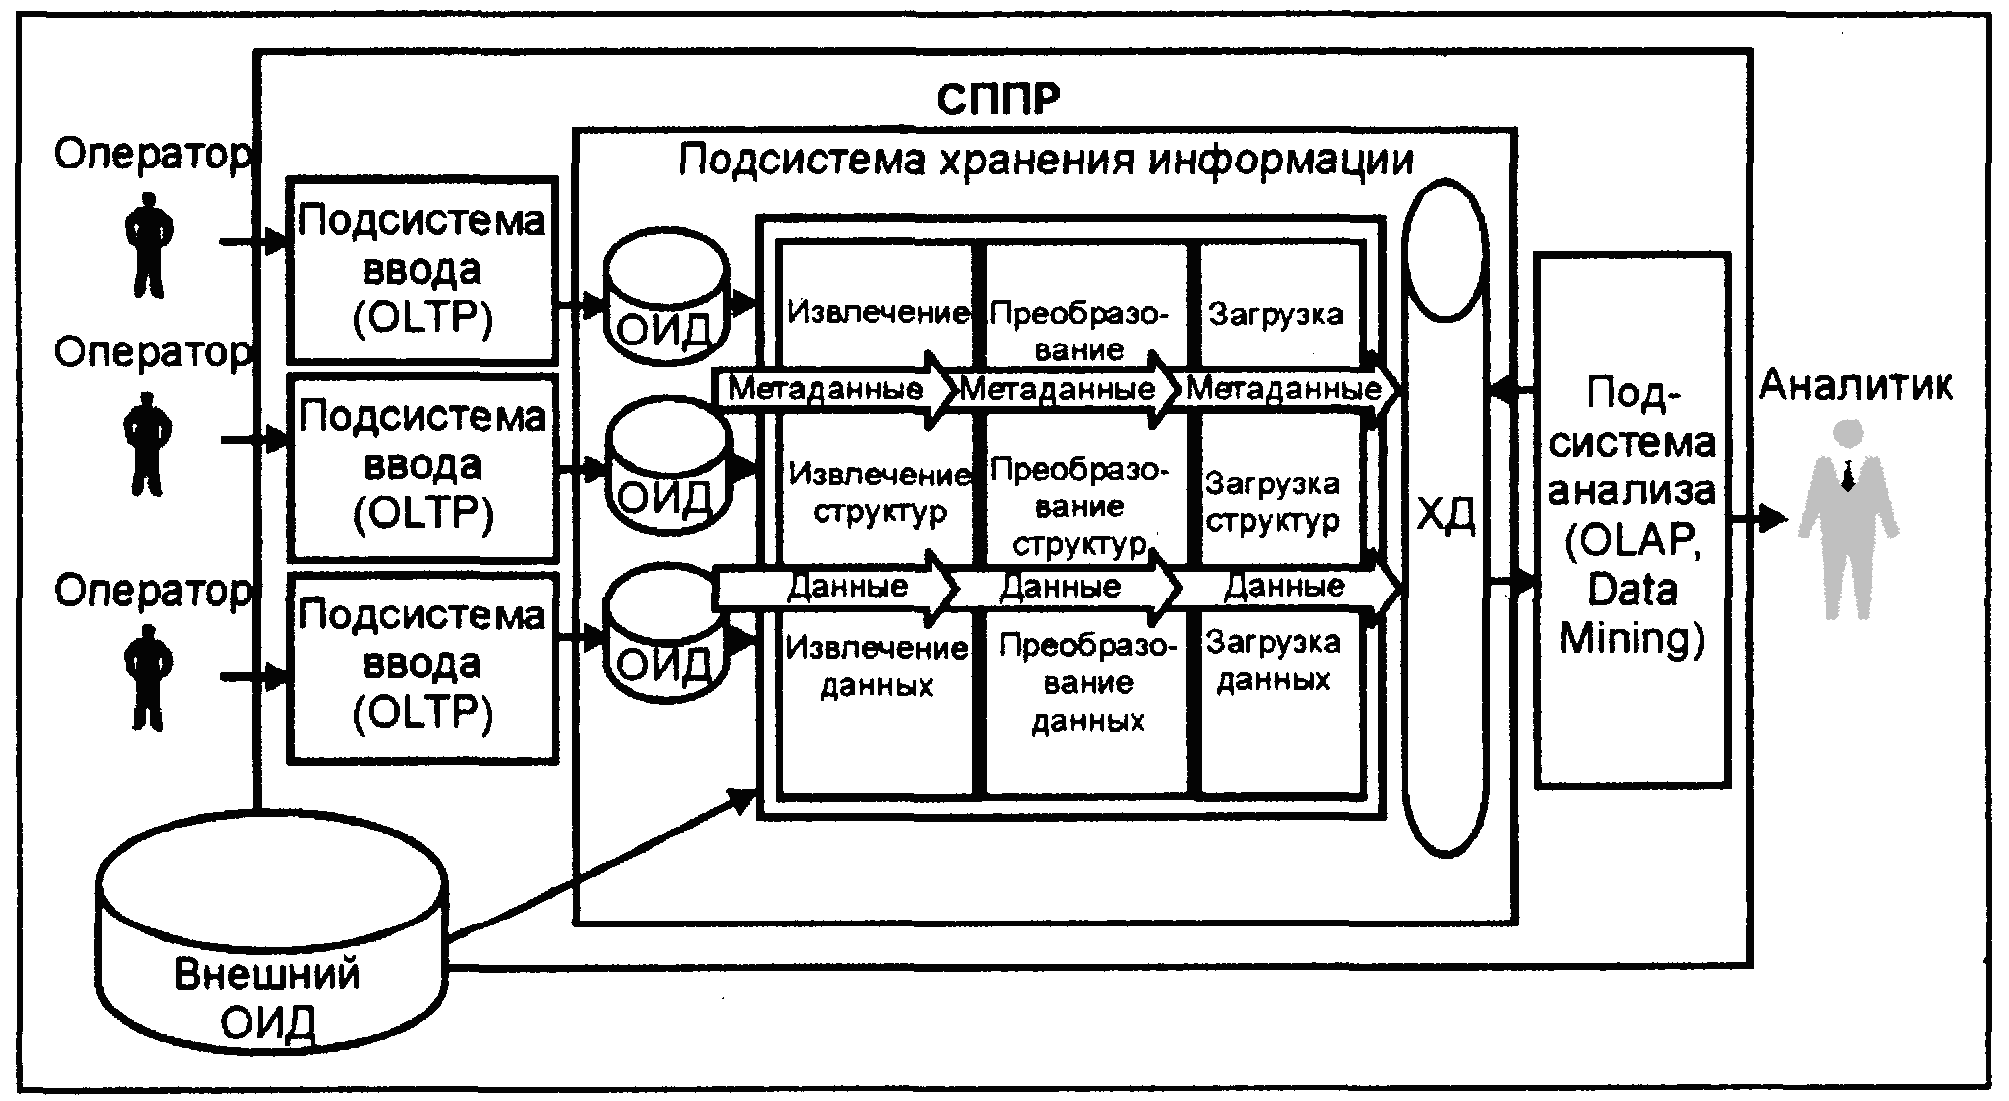 СППР
Подсистема хранения информации
Оператор
Подсистема
ввода
(OLTP)
Оператор
Подсистема
ввода
(OLTP)
Оператор
Подсистема
ввода
(OLTP)
ОИД
ОИД
ОИД
Извлечение
Преобразо-
вание
Загрузка
Метаданные
Метаданные
Метаданные
Извлечение
структур
Преобразо-
вание
структур
Загрузка
структур
Данные
Данные
Данные
Извлечение
данных
Преобразо-
вание
данных
Загрузка
данных
ХД
Под-
система
анализа
(OLAP,
Data
Mining)
Аналитик
Внешний
ОИД